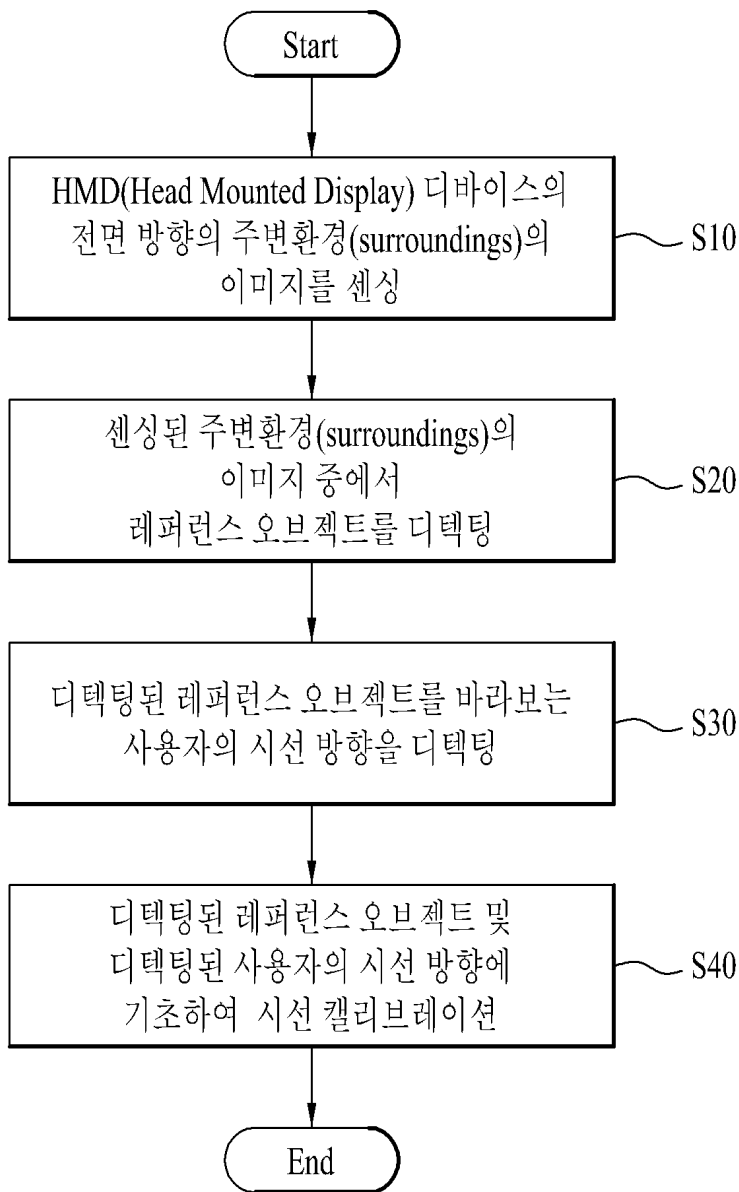 Start
HMD(Head Mounted Display) 디바이스의
전면 방향의 주변환경(surroundings)의
이미지를 센싱
S10
센싱된 주변환경(surroundings)의
이미지 중에서
레퍼런스 오브젝트를 디텍팅
S20
디텍팅된 레퍼런스 오브젝트를 바라보는
사용자의 시선 방향을 디텍팅
S30
디텍팅된 레퍼런스 오브젝트 및
디텍팅된 사용자의 시선 방향에
기초하여 시선 캘리브레이션
S40
End